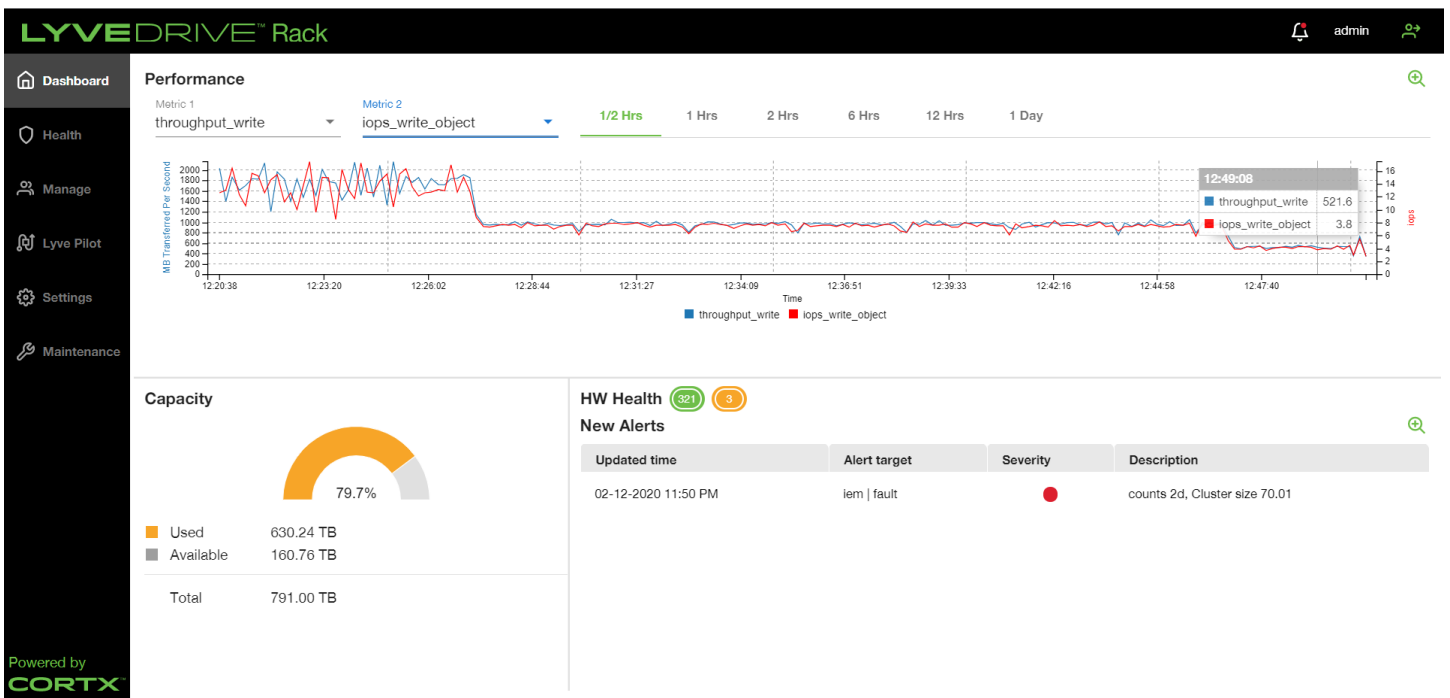 LYVEDRIVE™ Rack
admin
Dashboard
Health
Manage
Lyve Pilot
Settings
Maintenance
Powered by
CORTX™
Performance
Metric 1
throughput_write
Metric 2
iops_write_object
1/2 Hrs 1 Hrs 2 Hrs 6 Hrs 12 Hrs 1 Day
MB Transferred Per Second
2000
1800
1600
1400
1200
1000
800
600
400
200
0
16
14
12
10
8
6
4
2
0
iops
12:49:08
throughput_write 521.6
iops_write_object 3.8
12:20:38 12:23:20 12:26:02 12:28:44 12:31:27 12:34:09 12:36:51 12:39:33 12:42:16 12:44:58 12:47:40
Time
throughput_write iops_write_object
Capacity
79.7%
Used 630.24 TB
Available 160.76 TB
Total 791.00 TB
HW Health 321 3
New Alerts
Updated time Alert target Severity Description
02-12-2020 11:50 PM iem | fault counts 2d, Cluster size 70.01